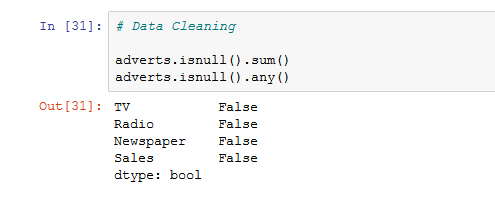 In [31]: # Data Cleaning
adverts.isnull().sum()
adverts.isnull().any()
Out[31]: TV False
Radio False
Newspaper False
Sales False
dtype: bool